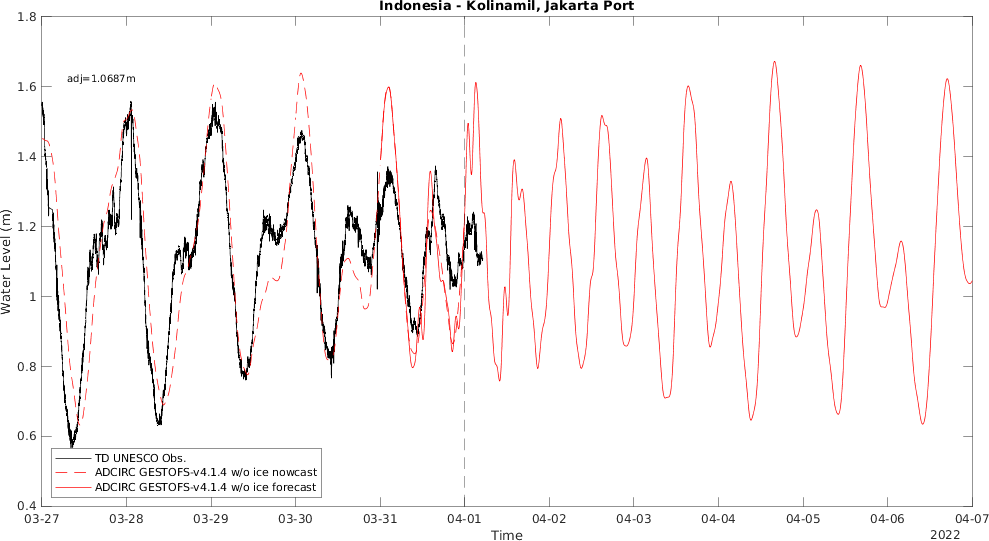 Indonesia - Kolinamil, Jakarta Port
adj=1.0687m
Water Level (m)
1.8
1.6
1.4
1.2
1
0.8
0.6
0.4
TD UNESCO Obs.
ADCIRC GESTOFS-v4.1.4 w/o ice nowcast
ADCIRC GESTOFS-v4.1.4 w/o ice forecast
03-27 03-28 03-29 03-30 03-31 04-01 04-02 04-03 04-04 04-05 04-06 04-07
Time
2022